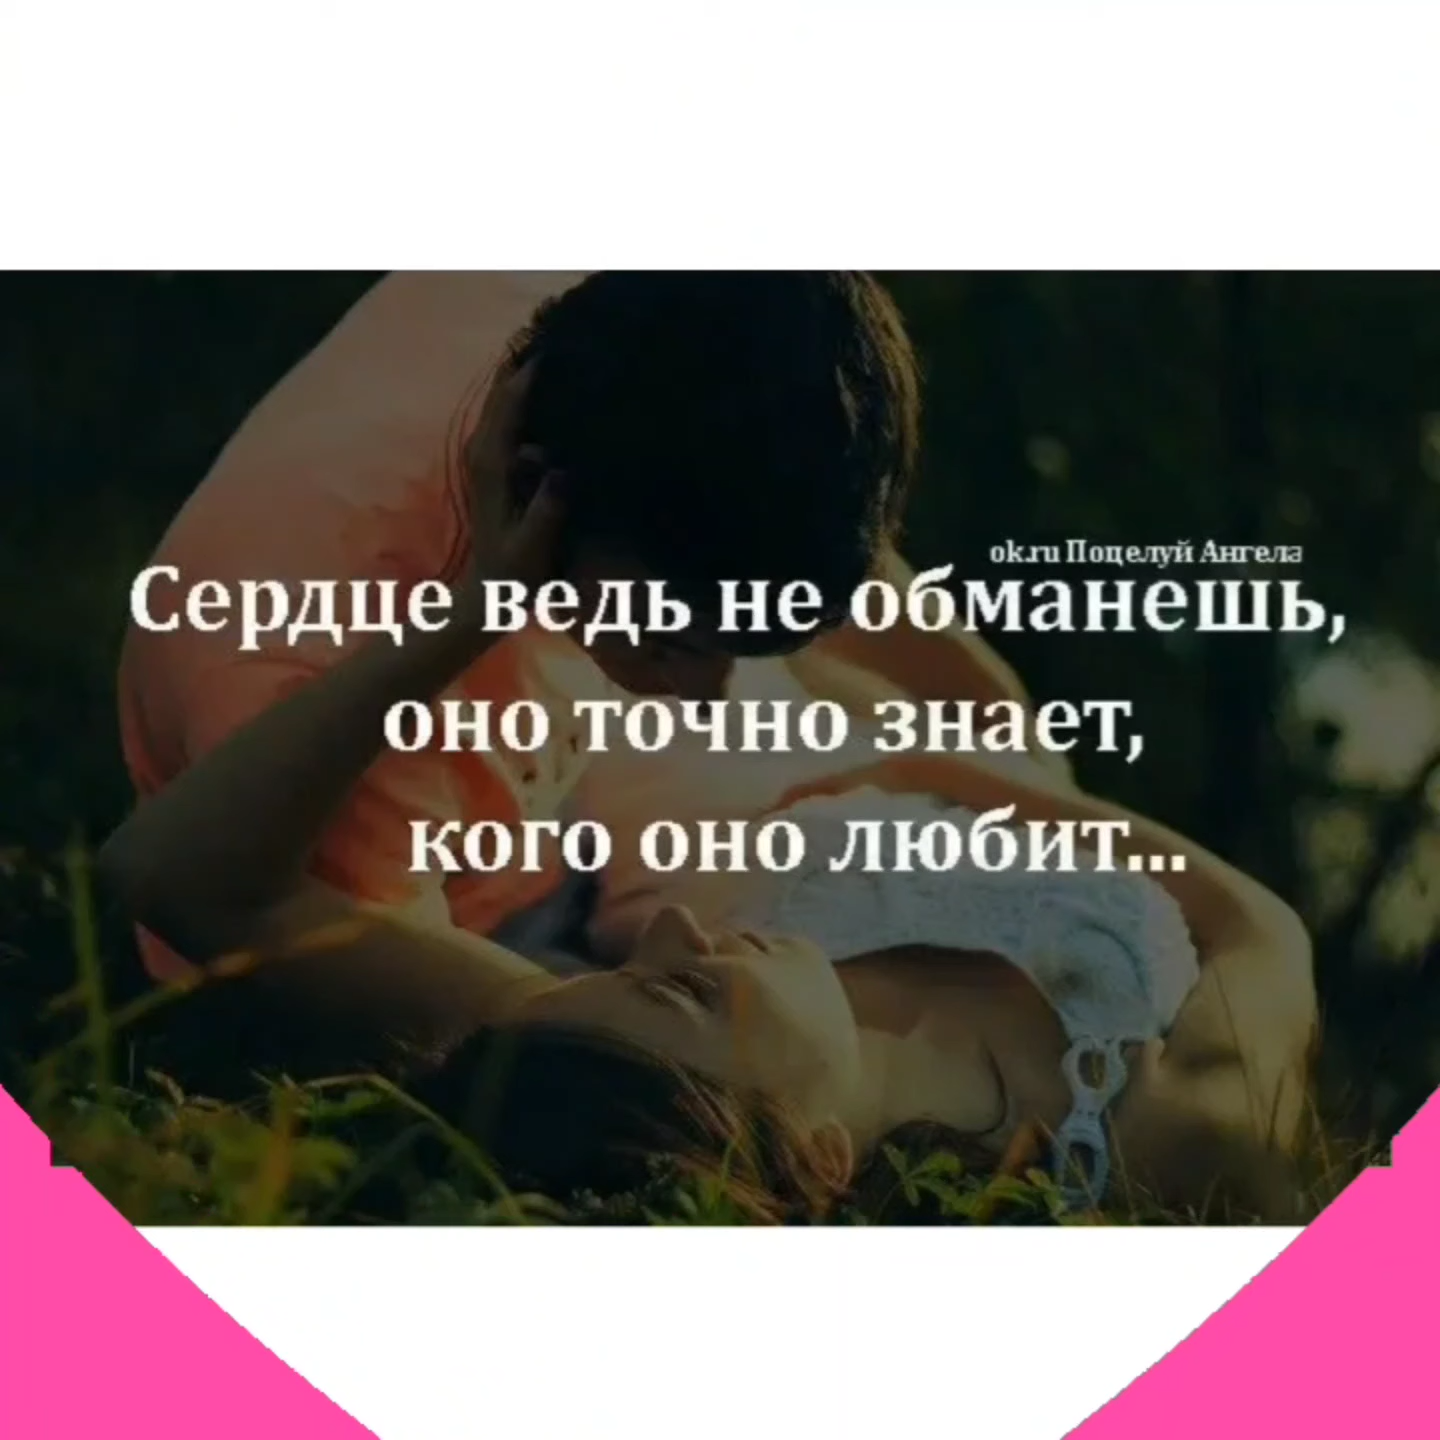 ok.ru Поцелуй Ангела
Сердце ведь не обманешь,
оно точно знает,
кого оно любит...